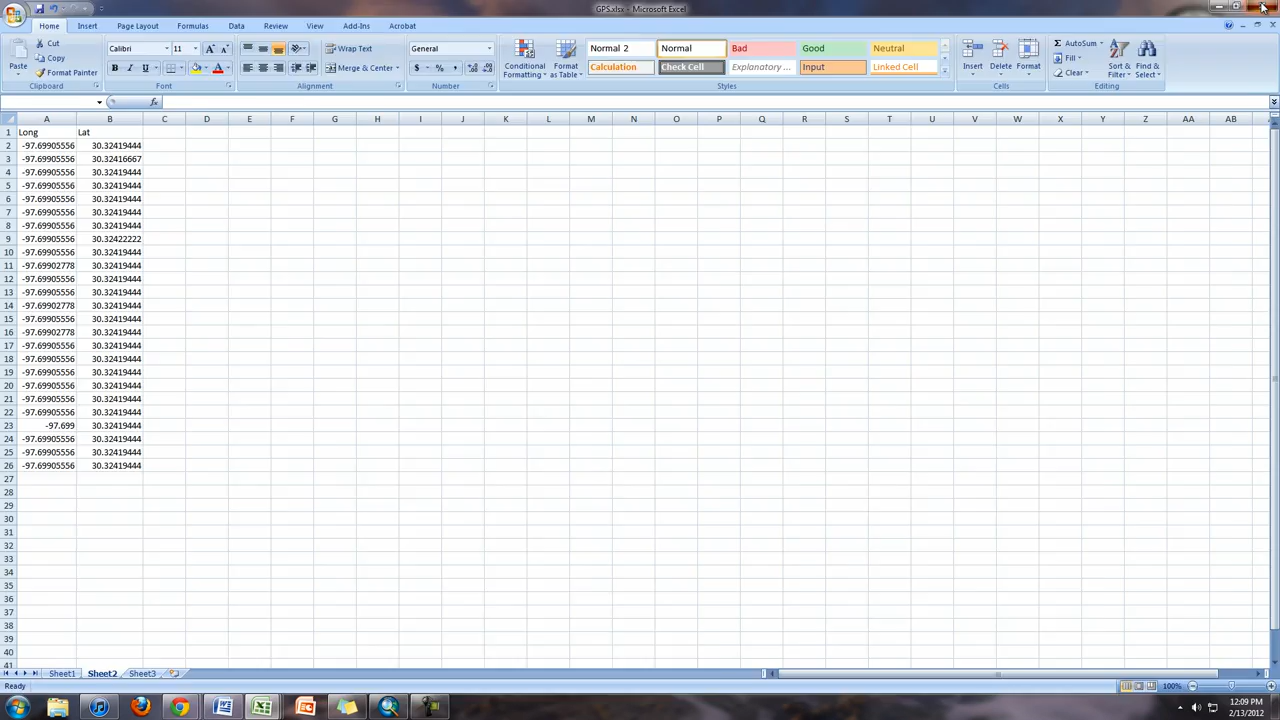 GPS.xlsx - Microsoft Excel
Home Insert Page Layout Formulas Data Review View Add-Ins Acrobat
Paste Cut Copy Format Painter Clipboard
Calibri 11 A A B I U A Font
Wrap Text Merge & Center Alignment
General $ % , Number
Conditional Formatting Format as Table
Normal 2 Normal Bad Good Neutral
Calculation Check Cell Explanatory ... Input Linked Cell
Styles
Insert Delete Format Cells
Σ AutoSum Fill Clear Sort & Filter Find & Select Editing
fx
A B C D E F G H I J K L M N O P Q R S T U V W X Y Z AA AB
1 Long Lat
2 -97.69905556 30.32419444
3 -97.69905556 30.32416667
4 -97.69905556 30.32419444
5 -97.69905556 30.32419444
6 -97.69905556 30.32419444
7 -97.69905556 30.32419444
8 -97.69905556 30.32419444
9 -97.69905556 30.32422222
10 -97.69905556 30.32419444
11 -97.69902778 30.32419444
12 -97.69905556 30.32419444
13 -97.69905556 30.32419444
14 -97.69902778 30.32419444
15 -97.69905556 30.32419444
16 -97.69902778 30.32419444
17 -97.69905556 30.32419444
18 -97.69905556 30.32419444
19 -97.69905556 30.32419444
20 -97.69905556 30.32419444
21 -97.69905556 30.32419444
22 -97.69905556 30.32419444
23 -97.699 30.32419444
24 -97.69905556 30.32419444
25 -97.69905556 30.32419444
26 -97.69905556 30.32419444
27
28
29
30
31
32
33
34
35
36
37
38
39
40
41
Sheet1 Sheet2 Sheet3
Ready 100%
12:09 PM
2/13/2012